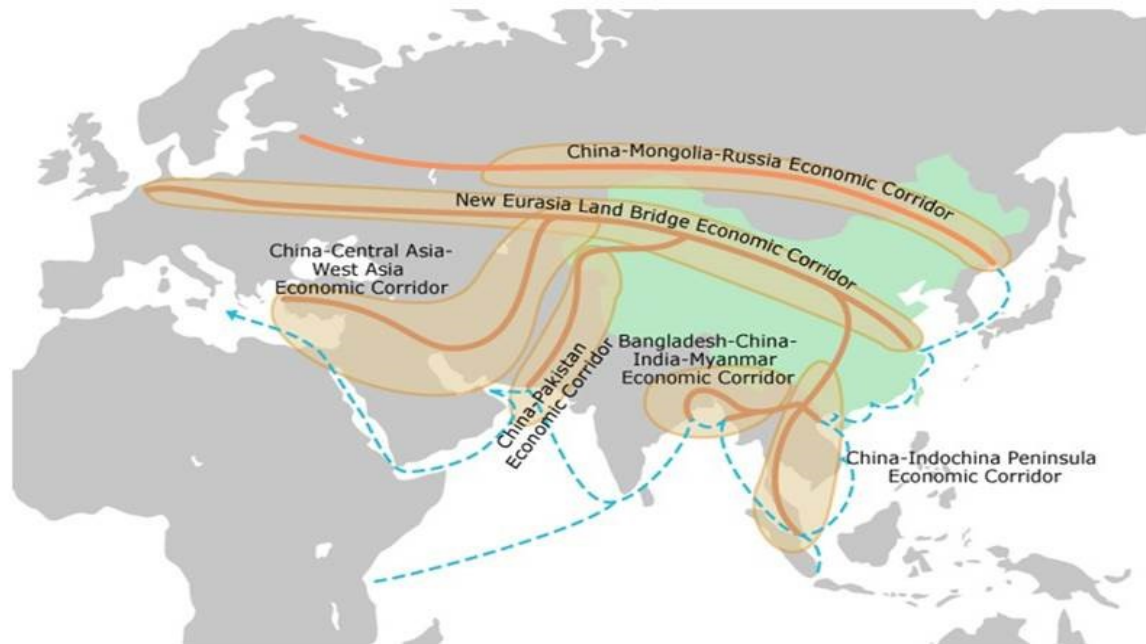 China-Mongolia-Russia Economic Corridor
New Eurasia Land Bridge Economic Corridor
China-Central Asia-
West Asia
Economic Corridor
China-Pakistan
Economic Corridor
Bangladesh-China-
India-Myanmar
Economic Corridor
China-Indochina Peninsula
Economic Corridor